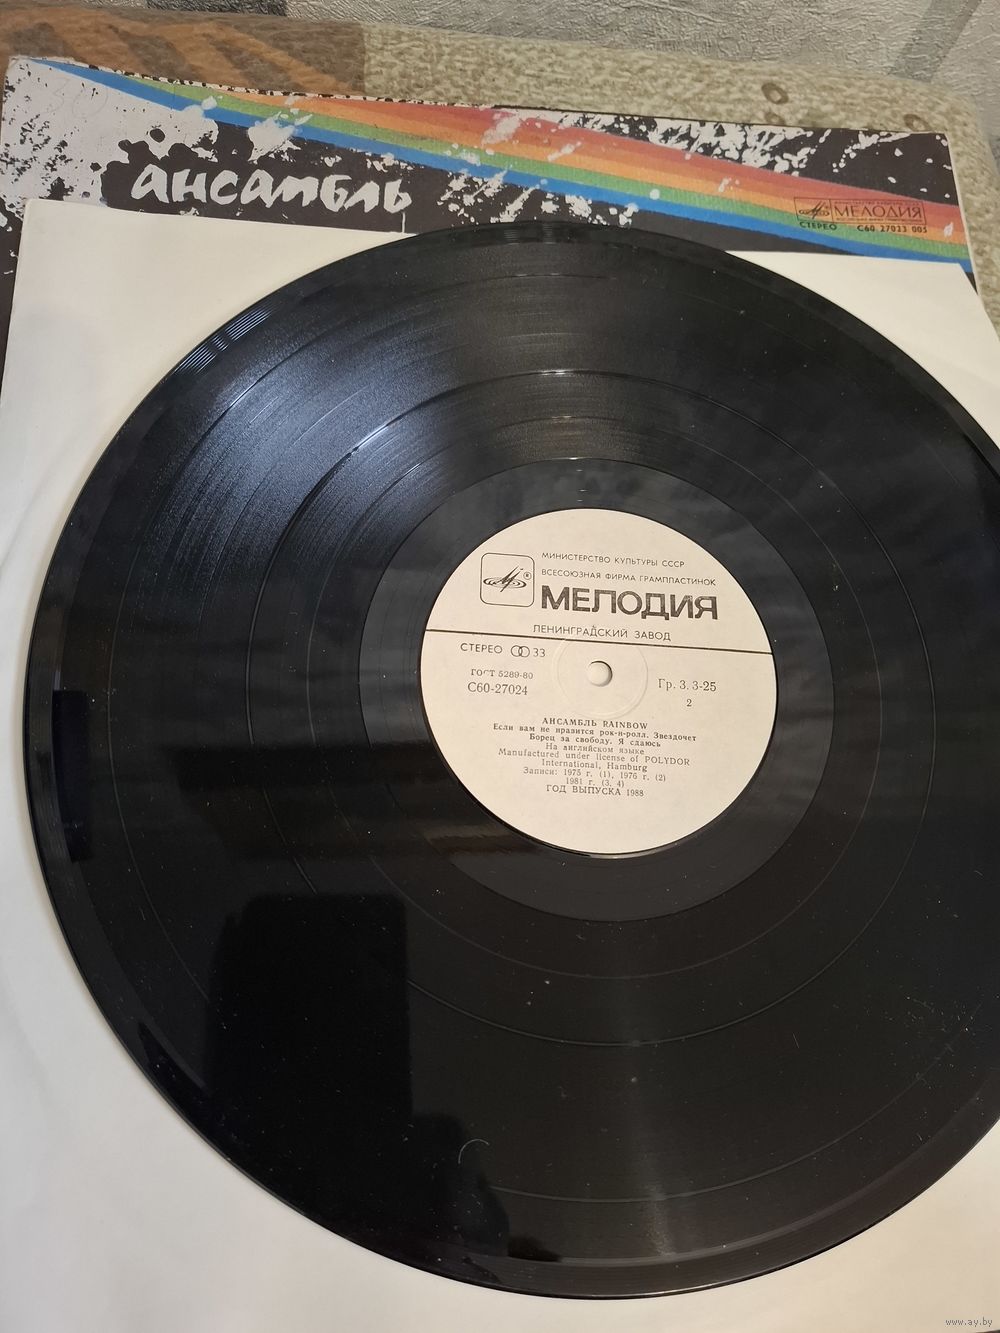 ансамбль
МЕЛОДИЯ
СТЕРЕО С60 27023 005
МИНИСТЕРСТВО КУЛЬТУРЫ СССР
ВСЕСОЮЗНАЯ ФИРМА ГРАМПЛАСТИНОК
МЕЛОДИЯ
ЛЕНИНГРАДСКИЙ ЗАВОД
СТЕРЕО 33
ГОСТ 5289-80
С60-27024
Гр. 3. 3-25
2
АНСАМБЛЬ RAINBOW
Если вам не нравится рок-н-ролл. Звездочет
Борец за свободу. Я сдаюсь
На английском языке
Manufactured under license of POLYDOR
International, Hamburg
Записи: 1975 г. (1), 1976 г. (2)
1981 г. (3, 4)
ГОД ВЫПУСКА 1988
www.ay.by